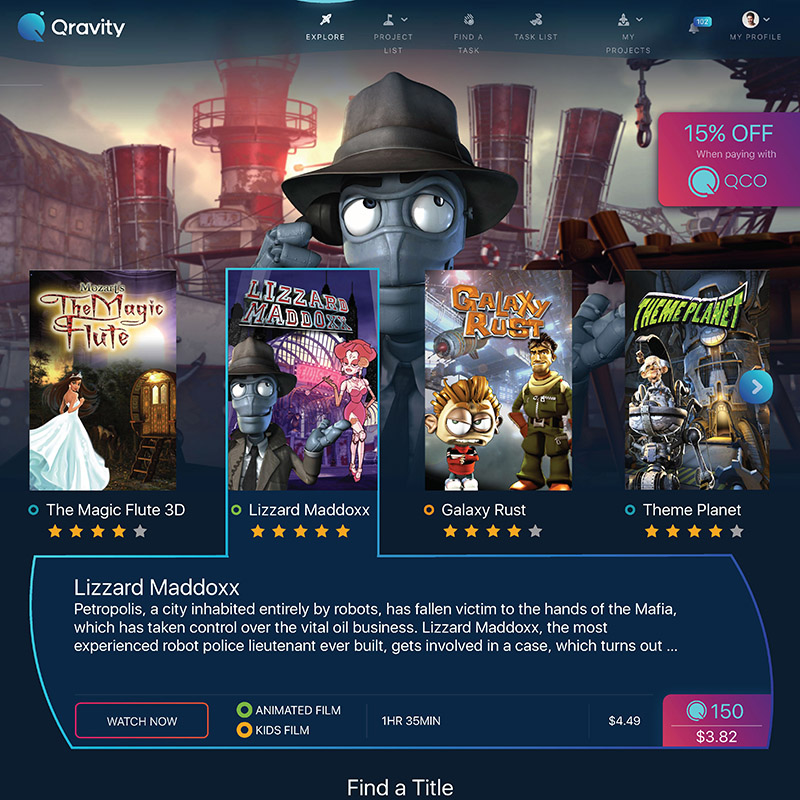 Qravity
EXPLORE
PROJECT
LIST
FIND A
TASK
TASK LIST
MY
PROJECTS
102
MY PROFILE
15% OFF
When paying with
QCO
Mozart's
The Magic
Flute
LIZZARD
MADDOXX
GALAXY
RUST
THEME PLANET
The Magic Flute 3D
Lizzard Maddoxx
Galaxy Rust
Theme Planet
Lizzard Maddoxx
Petropolis, a city inhabited entirely by robots, has fallen victim to the hands of the Mafia,
which has taken control over the vital oil business. Lizzard Maddoxx, the most
experienced robot police lieutenant ever built, gets involved in a case, which turns out ...
WATCH NOW
ANIMATED FILM
KIDS FILM
1HR 35MIN
$4.49
150
$3.82
Find a Title